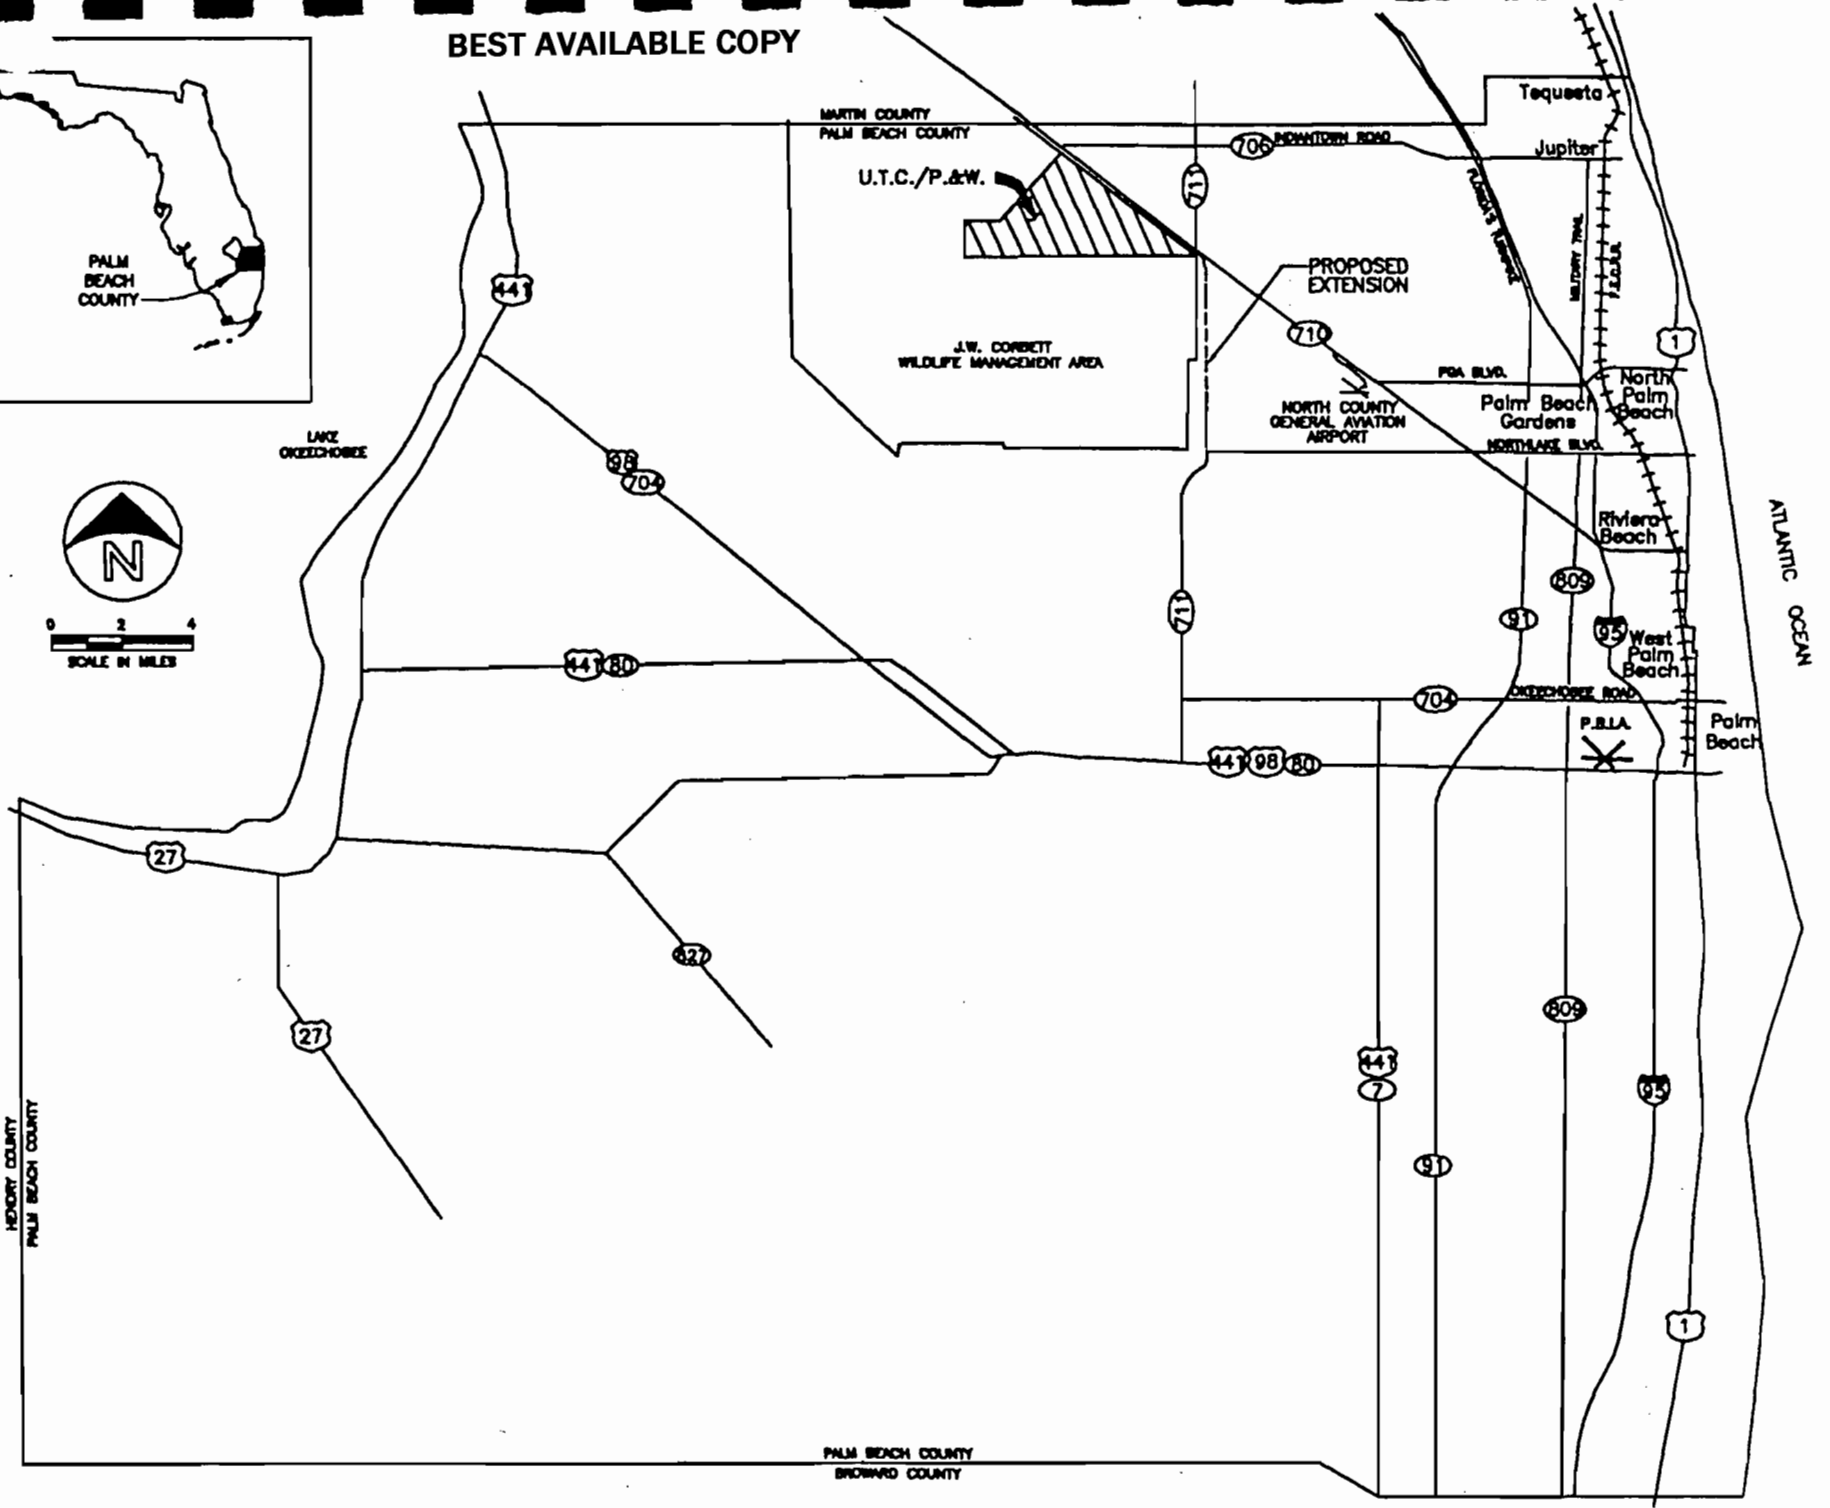 BEST AVAILABLE COPY
PALM
BEACH
COUNTY
MARTIN COUNTY
PALM BEACH COUNTY
706
INDIANTOWN ROAD
Tequesta
Jupiter
U.T.C./P.&W.
711
FLORIDA'S TURNPIKE
MILITARY TRAIL
F.E.C.R.R.
441
PROPOSED
EXTENSION
710
1
J.W. CORBETT
WILDLIFE MANAGEMENT AREA
PGA BLVD.
North
Palm
Beach
NORTH COUNTY
GENERAL AVIATION
AIRPORT
Palm Beach
Gardens
NORTHLAKE BLVD.
LAKE
OKEECHOBEE
98
704
N
0 2 4
SCALE IN MILES
Riviera
Beach
ATLANTIC OCEAN
809
711
91
95
West
Palm
Beach
441 80
704
OKEECHOBEE ROAD
P.B.I.A.
Palm
Beach
441 98 80
27
827
27
809
441
7
95
91
HENDRY COUNTY
PALM BEACH COUNTY
1
PALM BEACH COUNTY
BROWARD COUNTY